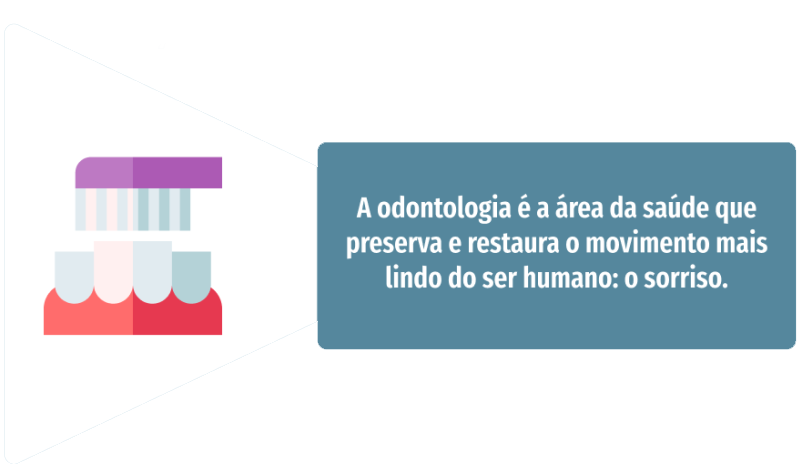 A odontologia é a área da saúde que
preserva e restaura o movimento mais
lindo do ser humano: o sorriso.